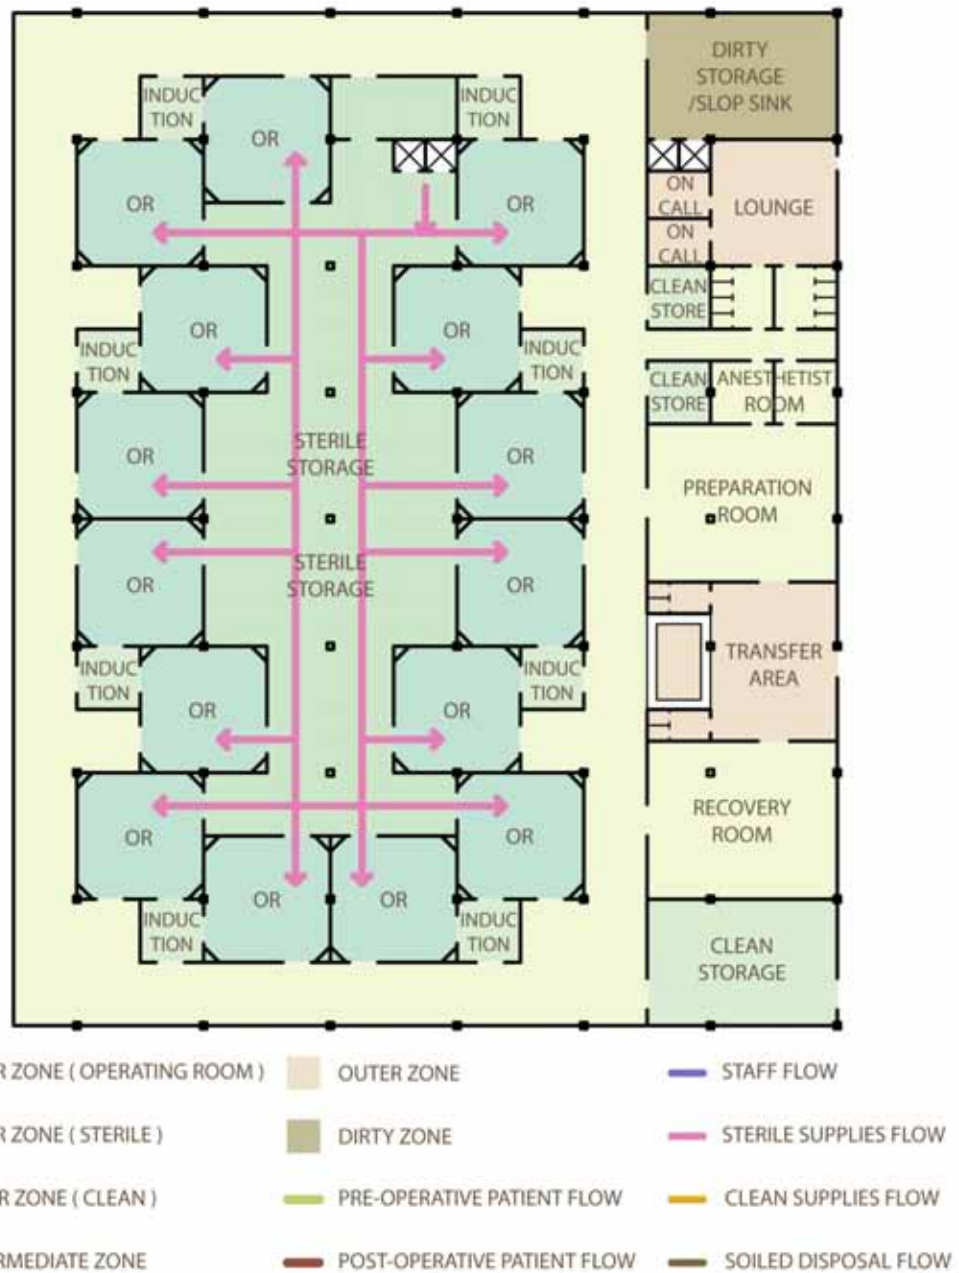 DIRTY
STORAGE
/SLOP SINK
INDUC
TION
OR
INDUC
TION
OR
OR
ON
CALL
LOUNGE
ON
CALL
CLEAN
STORE
OR
OR
INDUC
TION
INDUC
TION
CLEAN
STORE
ANESTHETIST
ROOM
OR
STERILE
STORAGE
OR
PREPARATION
ROOM
OR
STERILE
STORAGE
OR
INDUC
TION
OR
OR
INDUC
TION
TRANSFER
AREA
OR
OR
RECOVERY
ROOM
INDUC
TION
OR
OR
INDUC
TION
CLEAN
STORAGE
R ZONE ( OPERATING ROOM )
OUTER ZONE
STAFF FLOW
R ZONE ( STERILE )
DIRTY ZONE
STERILE SUPPLIES FLOW
R ZONE ( CLEAN )
PRE-OPERATIVE PATIENT FLOW
CLEAN SUPPLIES FLOW
RMEDIATE ZONE
POST-OPERATIVE PATIENT FLOW
SOILED DISPOSAL FLOW